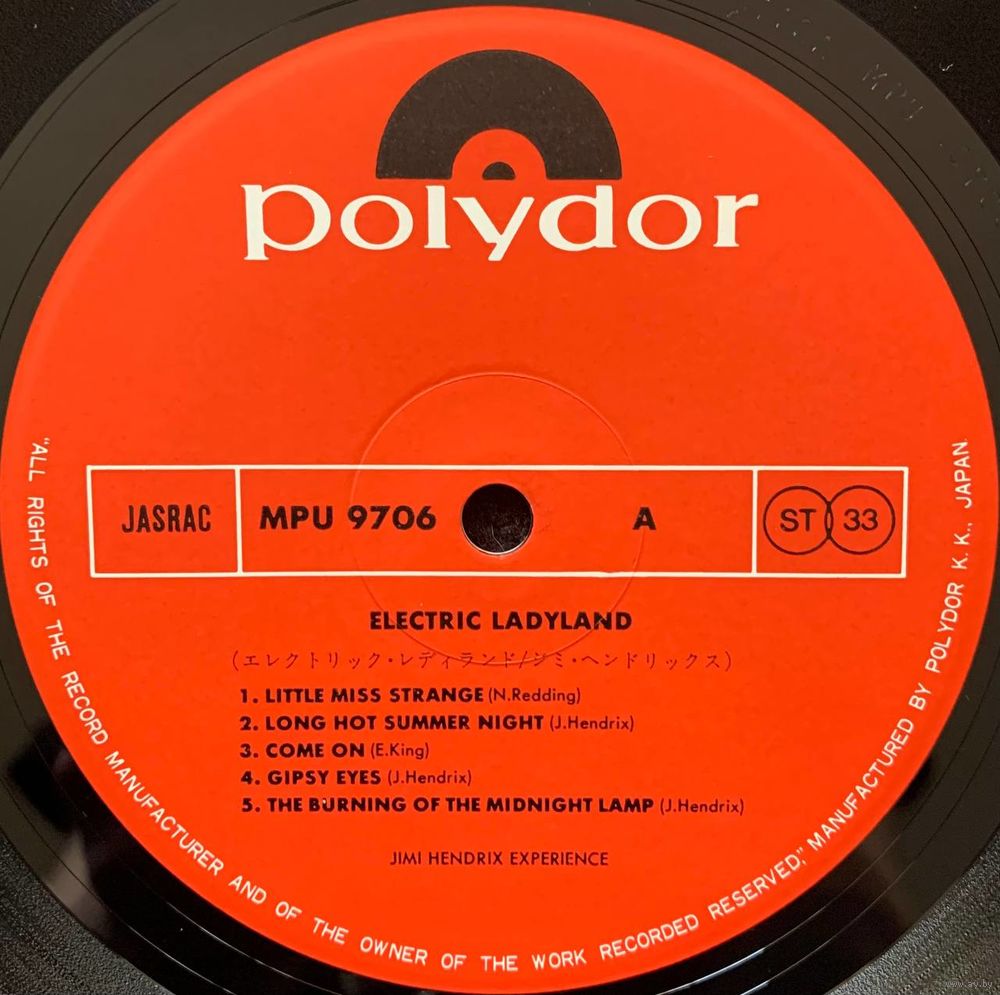 polydor
JASRAC MPU 9706 A ST 33
ELECTRIC LADYLAND
(エレクトリック・レディランド/ジミ・ヘンドリックス)
1. LITTLE MISS STRANGE (N.Redding)
2. LONG HOT SUMMER NIGHT (J.Hendrix)
3. COME ON (E.King)
4. GIPSY EYES (J.Hendrix)
5. THE BURNING OF THE MIDNIGHT LAMP (J.Hendrix)
JIMI HENDRIX EXPERIENCE
"ALL RIGHTS OF THE RECORD MANUFACTURER AND OF THE OWNER OF THE WORK RECORDED RESERVED," MANUFACTURED BY POLYDOR K. K., JAPAN
www.ay.by